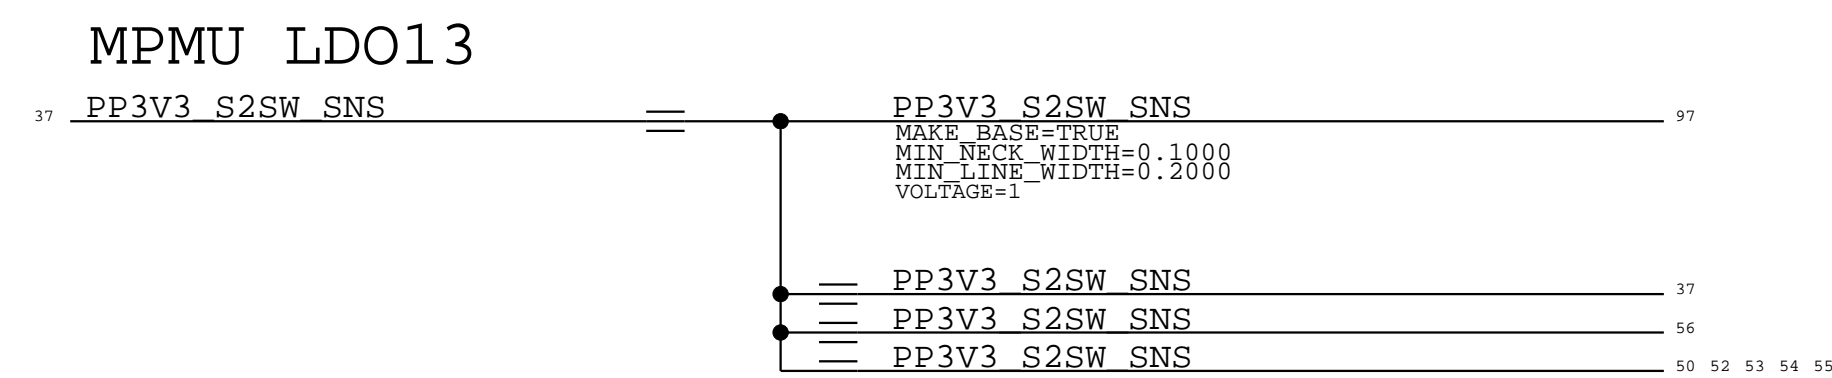 MPMU LDO13
37 PP3V3_S2SW_SNS PP3V3_S2SW_SNS 97
MAKE_BASE=TRUE
MIN_NECK_WIDTH=0.1000
MIN_LINE_WIDTH=0.2000
VOLTAGE=1
PP3V3_S2SW_SNS 37
PP3V3_S2SW_SNS 56
PP3V3_S2SW_SNS 50 52 53 54 55